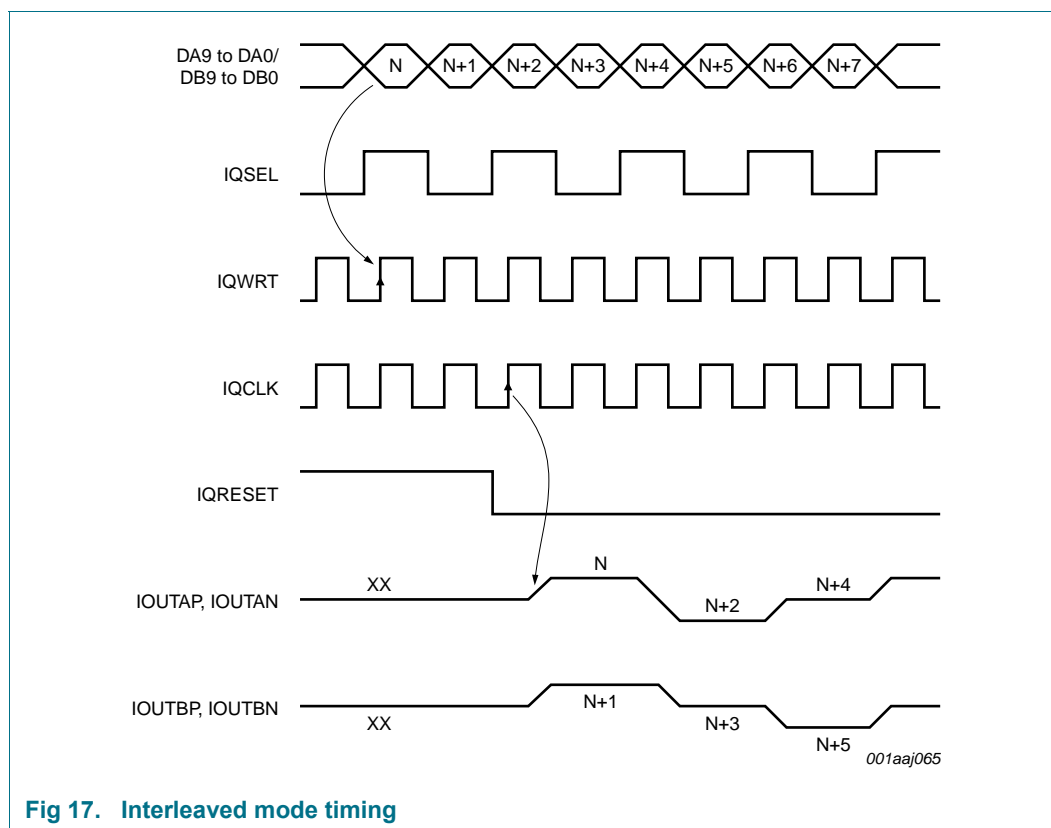 DA9 to DA0/
DB9 to DB0
N N+1 N+2 N+3 N+4 N+5 N+6 N+7
IQSEL
IQWRT
IQCLK
IQRESET
IOUTAP, IOUTAN
XX N N+2 N+4
IOUTBP, IOUTBN
XX N+1 N+3 N+5
001aaj065
Fig 17. Interleaved mode timing